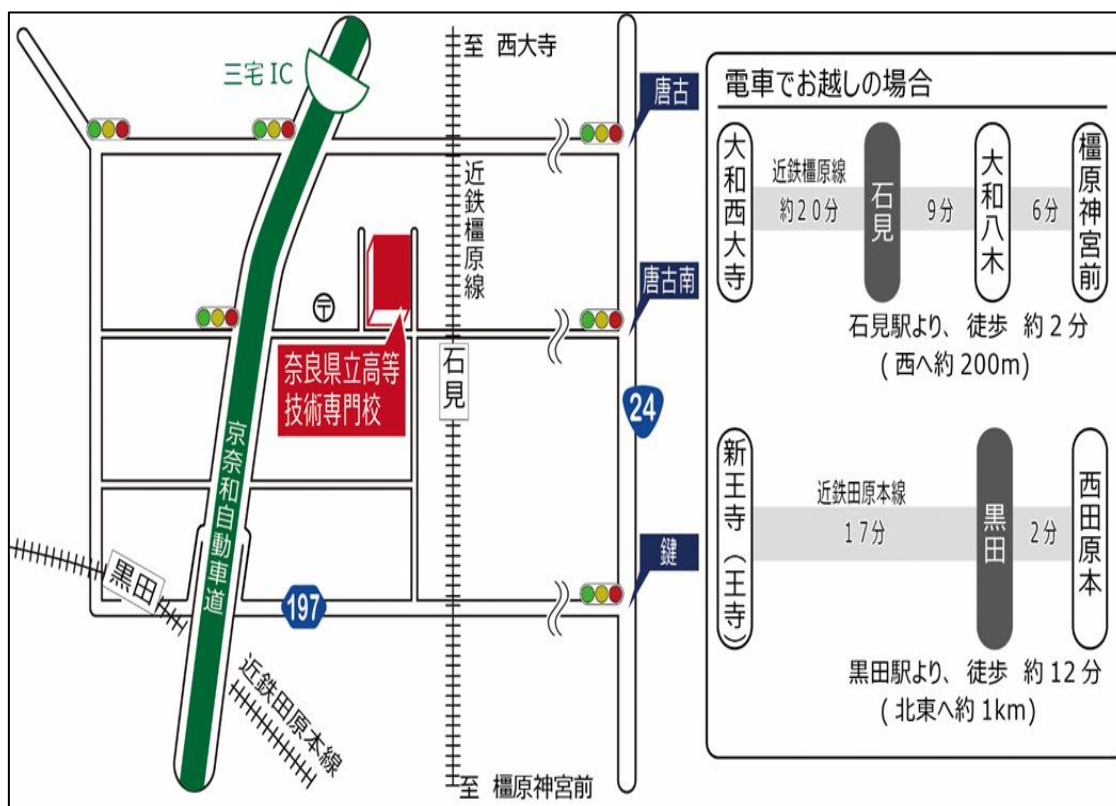 至 西大寺
三宅 IC
唐古
近鉄橿原線
唐古南
〒
奈良県立高等
技術専門校
石見
24
京奈和自動車道
鍵
黒田
197
近鉄田原本線
至 橿原神宮前
電車でお越しの場合
大和西大寺
近鉄橿原線
約20分
石見
9分
大和八木
6分
橿原神宮前
石見駅より、徒歩 約2分
(西へ約200m)
新王寺(王寺)
近鉄田原本線
17分
黒田
2分
西田原本
黒田駅より、徒歩 約12分
(北東へ約1km)